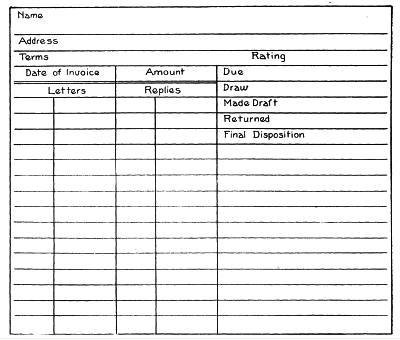 Name
Address
Terms Rating
Date of Invoice Amount Due
Draw
Letters Replies
Made Draft
Returned
Final Disposition